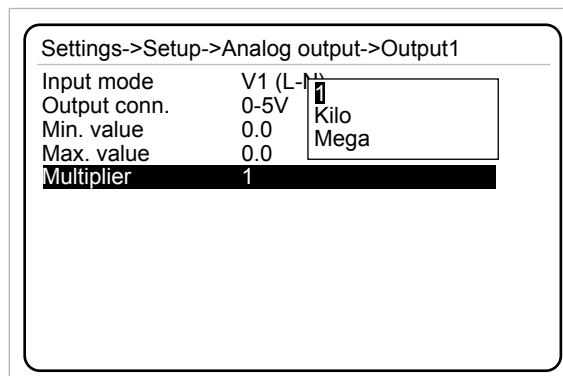 Settings->Setup->Analog output->Output1
Input mode V1 (L-N)
Output conn. 0-5V
Min. value 0.0
Max. value 0.0
Multiplier 1
1
Kilo
Mega